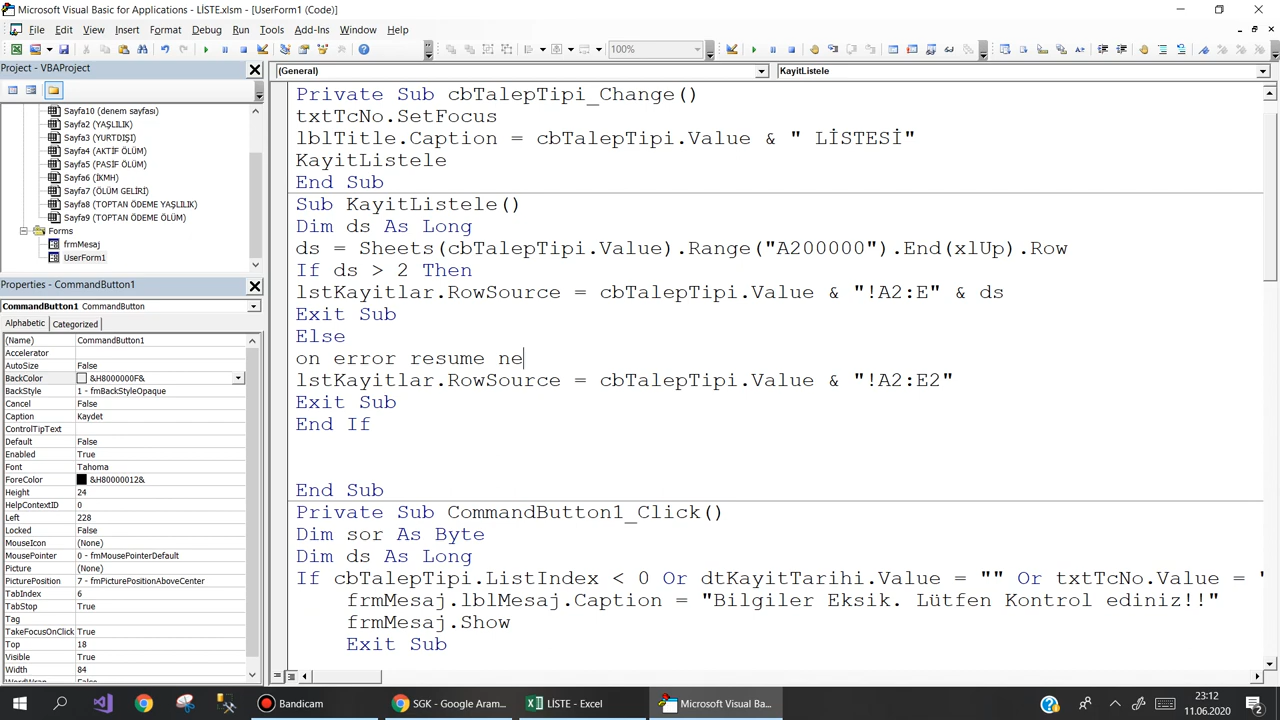 Microsoft Visual Basic for Applications - LİSTE.xlsm - [UserForm1 (Code)]
File Edit View Insert Format Debug Run Tools Add-Ins Window Help
100%
Project - VBAProject
Sayfa10 (denem sayfası)
Sayfa2 (YAŞLILIK)
Sayfa3 (YURTDIŞI)
Sayfa4 (AKTİF ÖLÜM)
Sayfa5 (PASİF ÖLÜM)
Sayfa6 (İKMH)
Sayfa7 (ÖLÜM GELİRİ)
Sayfa8 (TOPTAN ÖDEME YAŞLILIK)
Sayfa9 (TOPTAN ÖDEME ÖLÜM)
Forms
frmMesaj
UserForm1
Properties - CommandButton1
CommandButton1 CommandButton
Alphabetic Categorized
(Name) CommandButton1
Accelerator
AutoSize False
BackColor &H8000000F&
BackStyle 1 - fmBackStyleOpaque
Cancel False
Caption Kaydet
ControlTipText
Default False
Enabled True
Font Tahoma
ForeColor &H80000012&
Height 24
HelpContextID 0
Left 228
Locked False
MouseIcon (None)
MousePointer 0 - fmMousePointerDefault
Picture (None)
PicturePosition 7 - fmPicturePositionAboveCenter
TabIndex 6
TabStop True
Tag
TakeFocusOnClick True
Top 18
Visible True
Width 84
WordWrap False
(General) KayitListele
Private Sub cbTalepTipi_Change()
txtTcNo.SetFocus
lblTitle.Caption = cbTalepTipi.Value & " LİSTESİ"
KayitListele
End Sub
Sub KayitListele()
Dim ds As Long
ds = Sheets(cbTalepTipi.Value).Range("A200000").End(xlUp).Row
If ds > 2 Then
lstKayitlar.RowSource = cbTalepTipi.Value & "!A2:E" & ds
Exit Sub
Else
on error resume ne
lstKayitlar.RowSource = cbTalepTipi.Value & "!A2:E2"
Exit Sub
End If
End Sub
Private Sub CommandButton1_Click()
Dim sor As Byte
Dim ds As Long
If cbTalepTipi.ListIndex < 0 Or dtKayitTarihi.Value = "" Or txtTcNo.Value = "
frmMesaj.lblMesaj.Caption = "Bilgiler Eksik. Lütfen Kontrol ediniz!!"
frmMesaj.Show
Exit Sub
Bandicam
SGK - Google Aram...
LİSTE - Excel
Microsoft Visual Ba...
23:12
11.06.2020
2